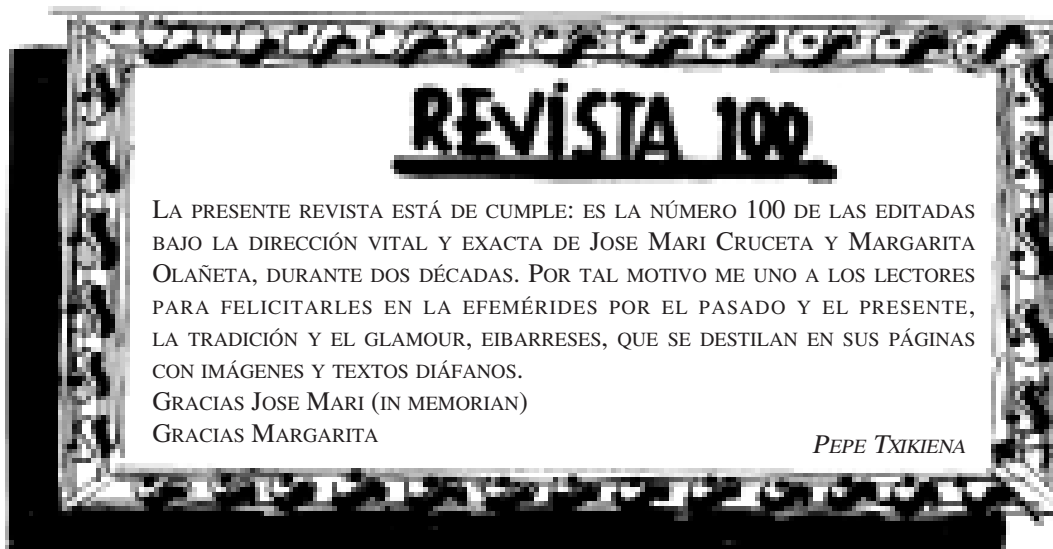 REVÍSTA 100
LA PRESENTE REVISTA ESTÁ DE CUMPLE: ES LA NÚMERO 100 DE LAS EDITADAS
BAJO LA DIRECCIÓN VITAL Y EXACTA DE JOSE MARI CRUCETA Y MARGARITA
OLAÑETA, DURANTE DOS DÉCADAS. POR TAL MOTIVO ME UNO A LOS LECTORES
PARA FELICITARLES EN LA EFEMÉRIDES POR EL PASADO Y EL PRESENTE,
LA TRADICIÓN Y EL GLAMOUR, EIBARRESES, QUE SE DESTILAN EN SUS PÁGINAS
CON IMÁGENES Y TEXTOS DIÁFANOS.
GRACIAS JOSE MARI (IN MEMORIAN)
GRACIAS MARGARITA
PEPE TXIKIENA